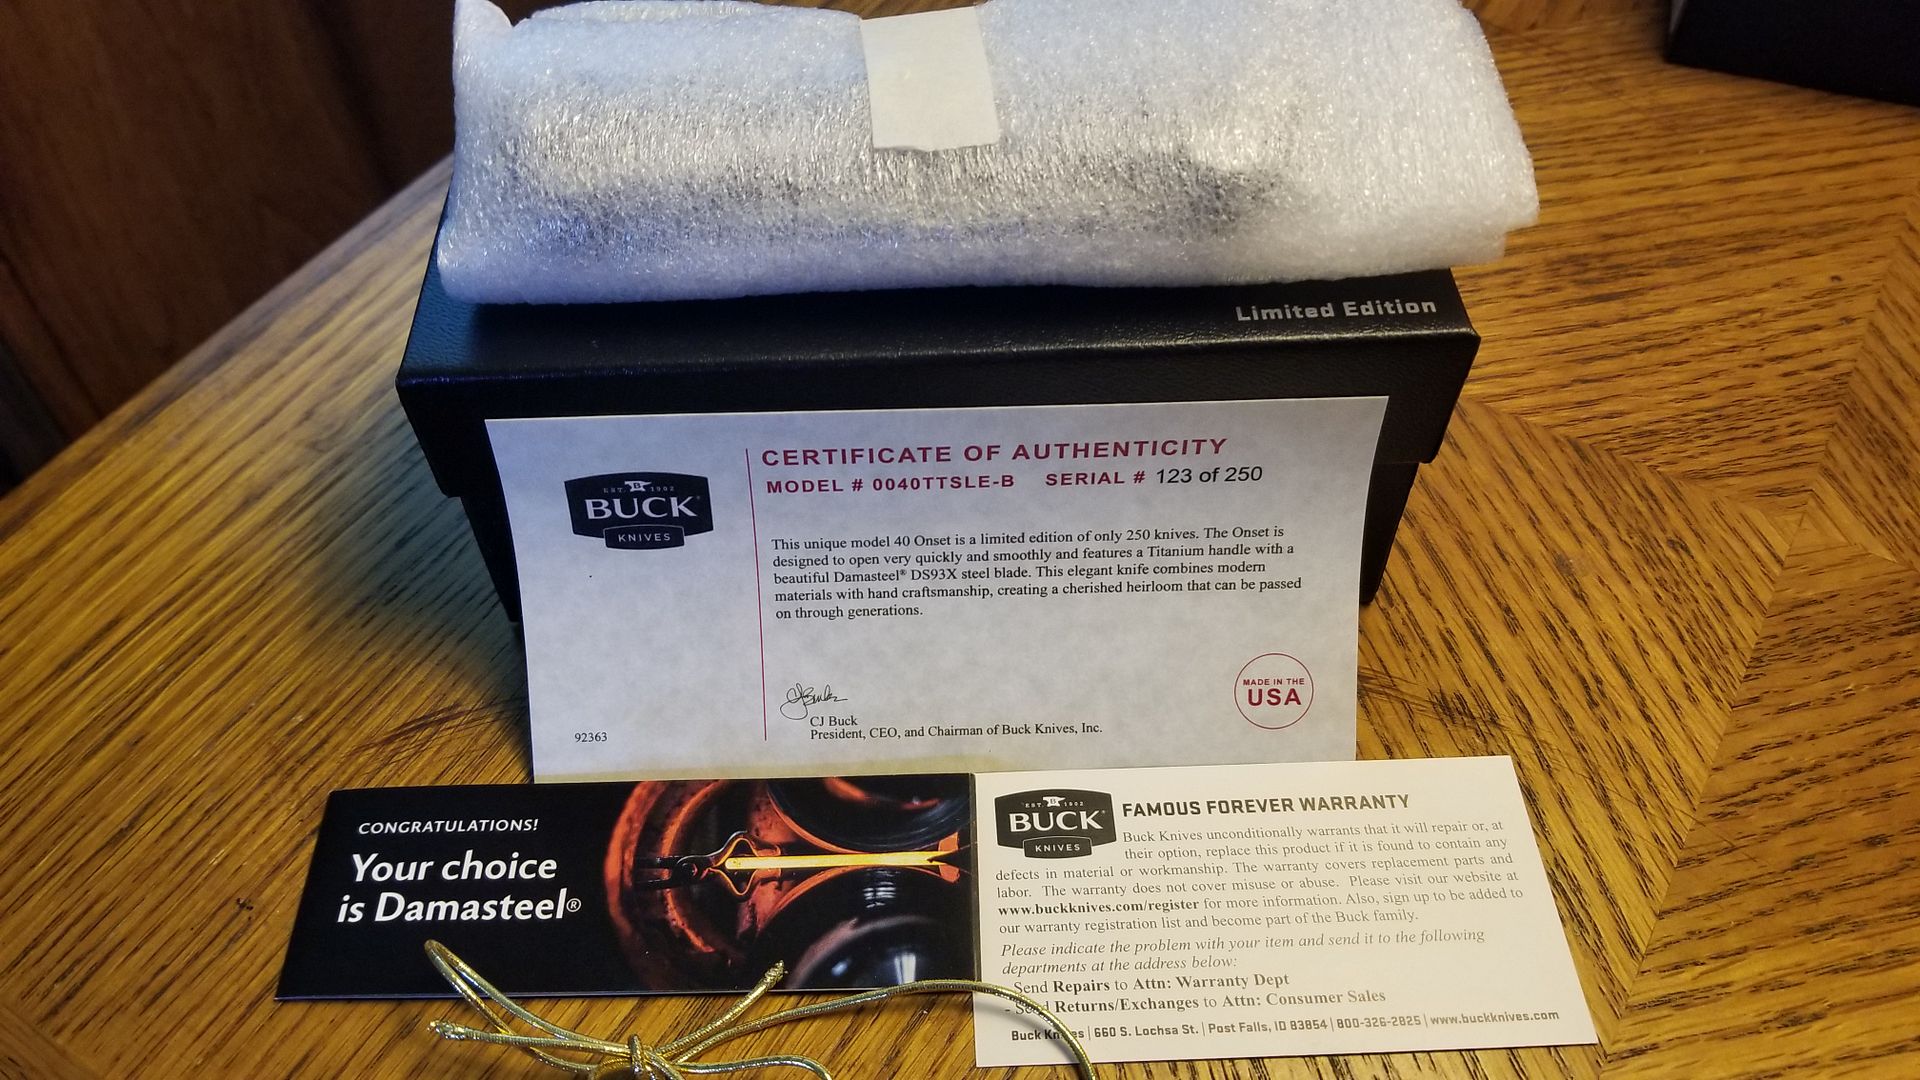 Limited Edition
CERTIFICATE OF AUTHENTICITY
MODEL # 0040TTSLE-B SERIAL # 123 of 250
EST. B 1902
BUCK®
KNIVES
This unique model 40 Onset is a limited edition of only 250 knives. The Onset is
designed to open very quickly and smoothly and features a Titanium handle with a
beautiful Damasteel® DS93X steel blade. This elegant knife combines modern
materials with hand craftsmanship, creating a cherished heirloom that can be passed
on through generations.
CJ Buck
CJ Buck
President, CEO, and Chairman of Buck Knives, Inc.
92363
MADE IN THE
USA
CONGRATULATIONS!
Your choice
is Damasteel®
EST. B 1902
BUCK®
KNIVES
FAMOUS FOREVER WARRANTY
Buck Knives unconditionally warrants that it will repair or, at
their option, replace this product if it is found to contain any
defects in material or workmanship. The warranty covers replacement parts and
labor. The warranty does not cover misuse or abuse. Please visit our website at
www.buckknives.com/register for more information. Also, sign up to be added to
our warranty registration list and become part of the Buck family.
Please indicate the problem with your item and send it to the following
departments at the address below:
- Send Repairs to Attn: Warranty Dept
- Send Returns/Exchanges to Attn: Consumer Sales
Buck Knives | 660 S. Lochsa St. | Post Falls, ID 83854 | 800-326-2825 | www.buckknives.com